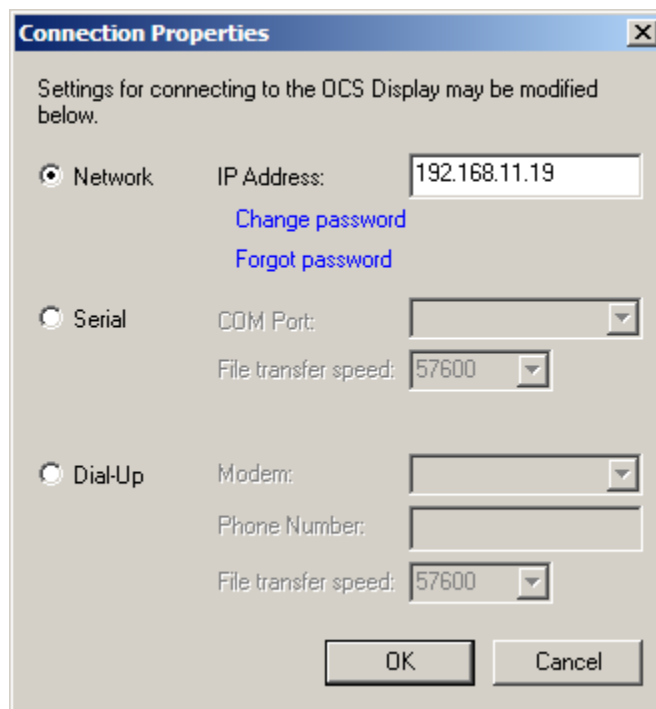 Connection Properties
Settings for connecting to the OCS Display may be modified
below.
Network IP Address: 192.168.11.19
Change password
Forgot password
Serial COM Port:
File transfer speed: 57600
Dial-Up Modem:
Phone Number:
File transfer speed: 57600
OK Cancel